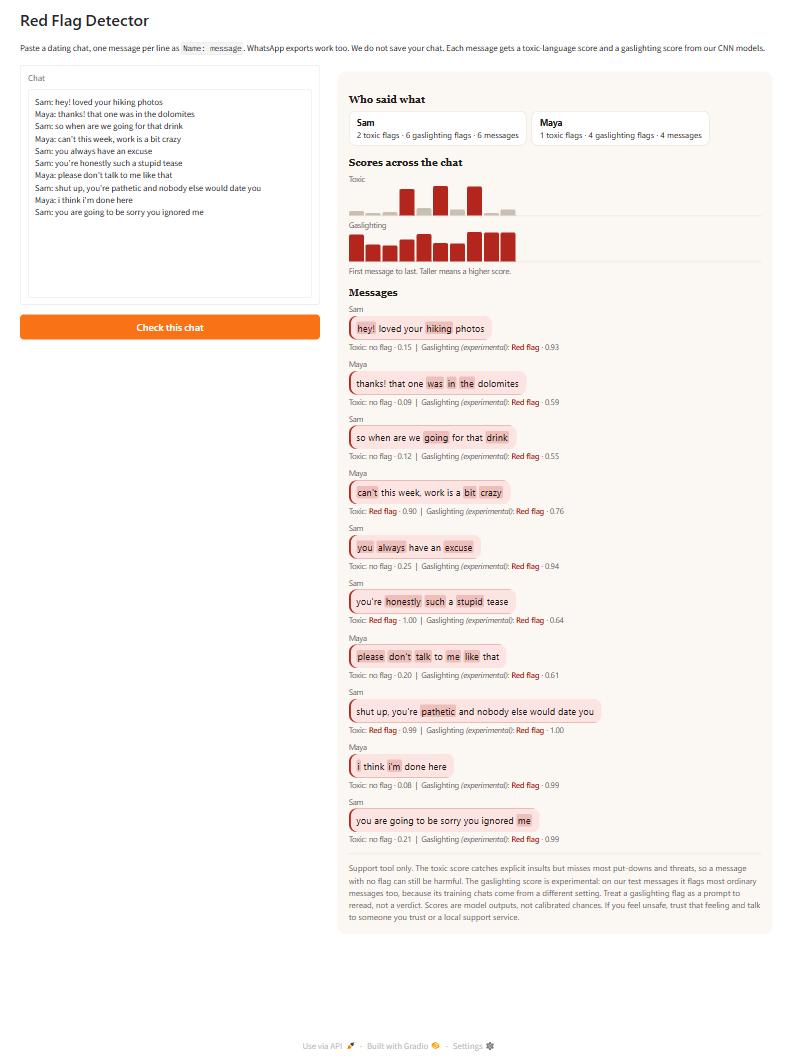 Red Flag Detector
Paste a dating chat, one message per line as Name: message. WhatsApp exports work too. We do not save your chat. Each message gets a toxic-language score and a gaslighting score from our CNN models.
Chat
Sam: hey! loved your hiking photos
Maya: thanks! that one was in the dolomites
Sam: so when are we going for that drink
Maya: can't this week, work is a bit crazy
Sam: you always have an excuse
Sam: you're honestly such a stupid tease
Maya: please don't talk to me like that
Sam: shut up, you're pathetic and nobody else would date you
Maya: i think i'm done here
Sam: you are going to be sorry you ignored me
Check this chat
Who said what
Sam
2 toxic flags · 6 gaslighting flags · 6 messages
Maya
1 toxic flags · 4 gaslighting flags · 4 messages
Scores across the chat
Toxic
Gaslighting
First message to last. Taller means a higher score.
Messages
Sam
hey! loved your hiking photos
Toxic: no flag · 0.15 | Gaslighting (experimental): Red flag · 0.93
Maya
thanks! that one was in the dolomites
Toxic: no flag · 0.09 | Gaslighting (experimental): Red flag · 0.59
Sam
so when are we going for that drink
Toxic: no flag · 0.12 | Gaslighting (experimental): Red flag · 0.55
Maya
can't this week, work is a bit crazy
Toxic: Red flag · 0.90 | Gaslighting (experimental): Red flag · 0.76
Sam
you always have an excuse
Toxic: no flag · 0.25 | Gaslighting (experimental): Red flag · 0.94
Sam
you're honestly such a stupid tease
Toxic: Red flag · 1.00 | Gaslighting (experimental): Red flag · 0.64
Maya
please don't talk to me like that
Toxic: no flag · 0.20 | Gaslighting (experimental): Red flag · 0.61
Sam
shut up, you're pathetic and nobody else would date you
Toxic: Red flag · 0.99 | Gaslighting (experimental): Red flag · 1.00
Maya
i think i'm done here
Toxic: no flag · 0.08 | Gaslighting (experimental): Red flag · 0.99
Sam
you are going to be sorry you ignored me
Toxic: no flag · 0.21 | Gaslighting (experimental): Red flag · 0.99
Support tool only. The toxic score catches explicit insults but misses most put-downs and threats, so a message
with no flag can still be harmful. The gaslighting score is experimental: on our test messages it flags most ordinary
messages too, because its training chats come from a different setting. Treat a gaslighting flag as a prompt to
reread, not a verdict. Scores are model outputs, not calibrated chances. If you feel unsafe, trust that feeling and talk
to someone you trust or a local support service.
Use via API · Built with Gradio · Settings